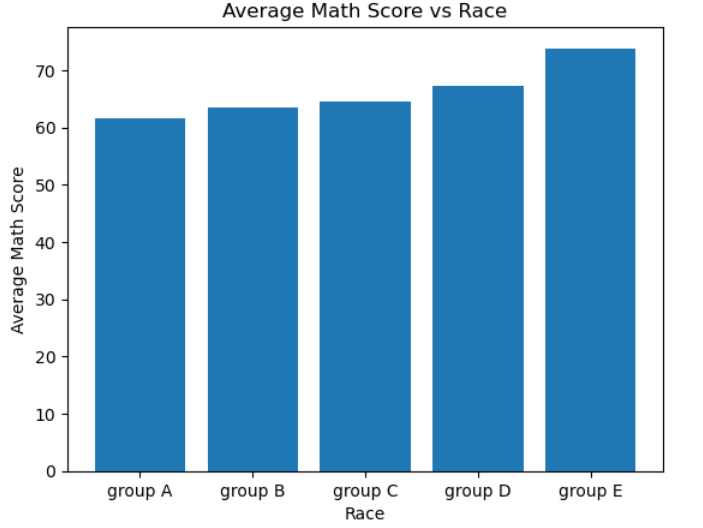 Average Math Score vs Race
Average Math Score
70
60
50
40
30
20
10
0
group A
group B
group C
group D
group E
Race